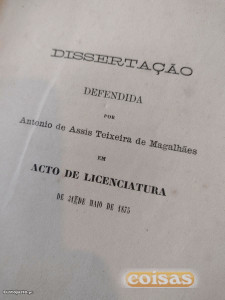 DISSERTAÇÃO
DEFENDIDA
POR
Antonio de Assis Teixeira de Magalhães
EM
ACTO DE LICENCIATURA
DE MAIO DE 1875
coisas